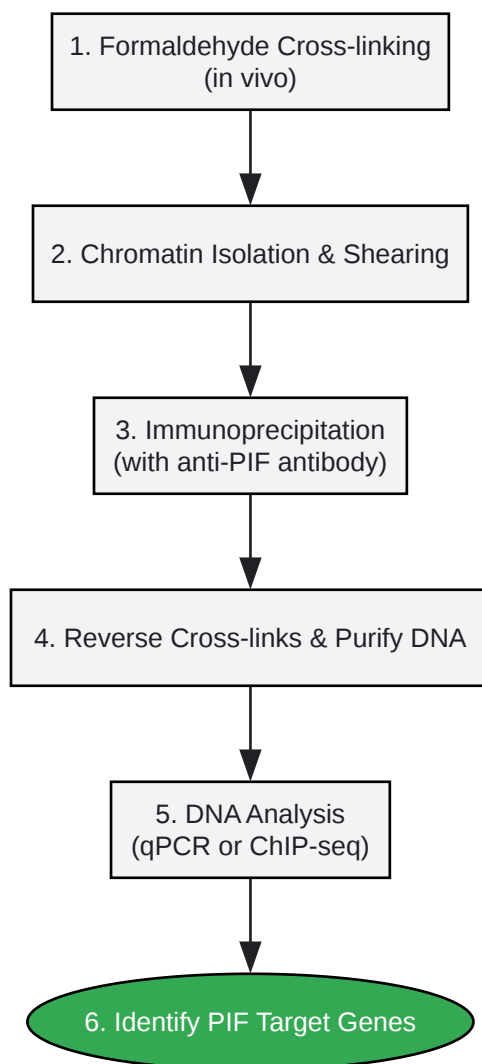 1. Formaldehyde Cross-linking
(in vivo)
2. Chromatin Isolation & Shearing
3. Immunoprecipitation
(with anti-PIF antibody)
4. Reverse Cross-links & Purify DNA
5. DNA Analysis
(qPCR or ChIP-seq)
6. Identify PIF Target Genes